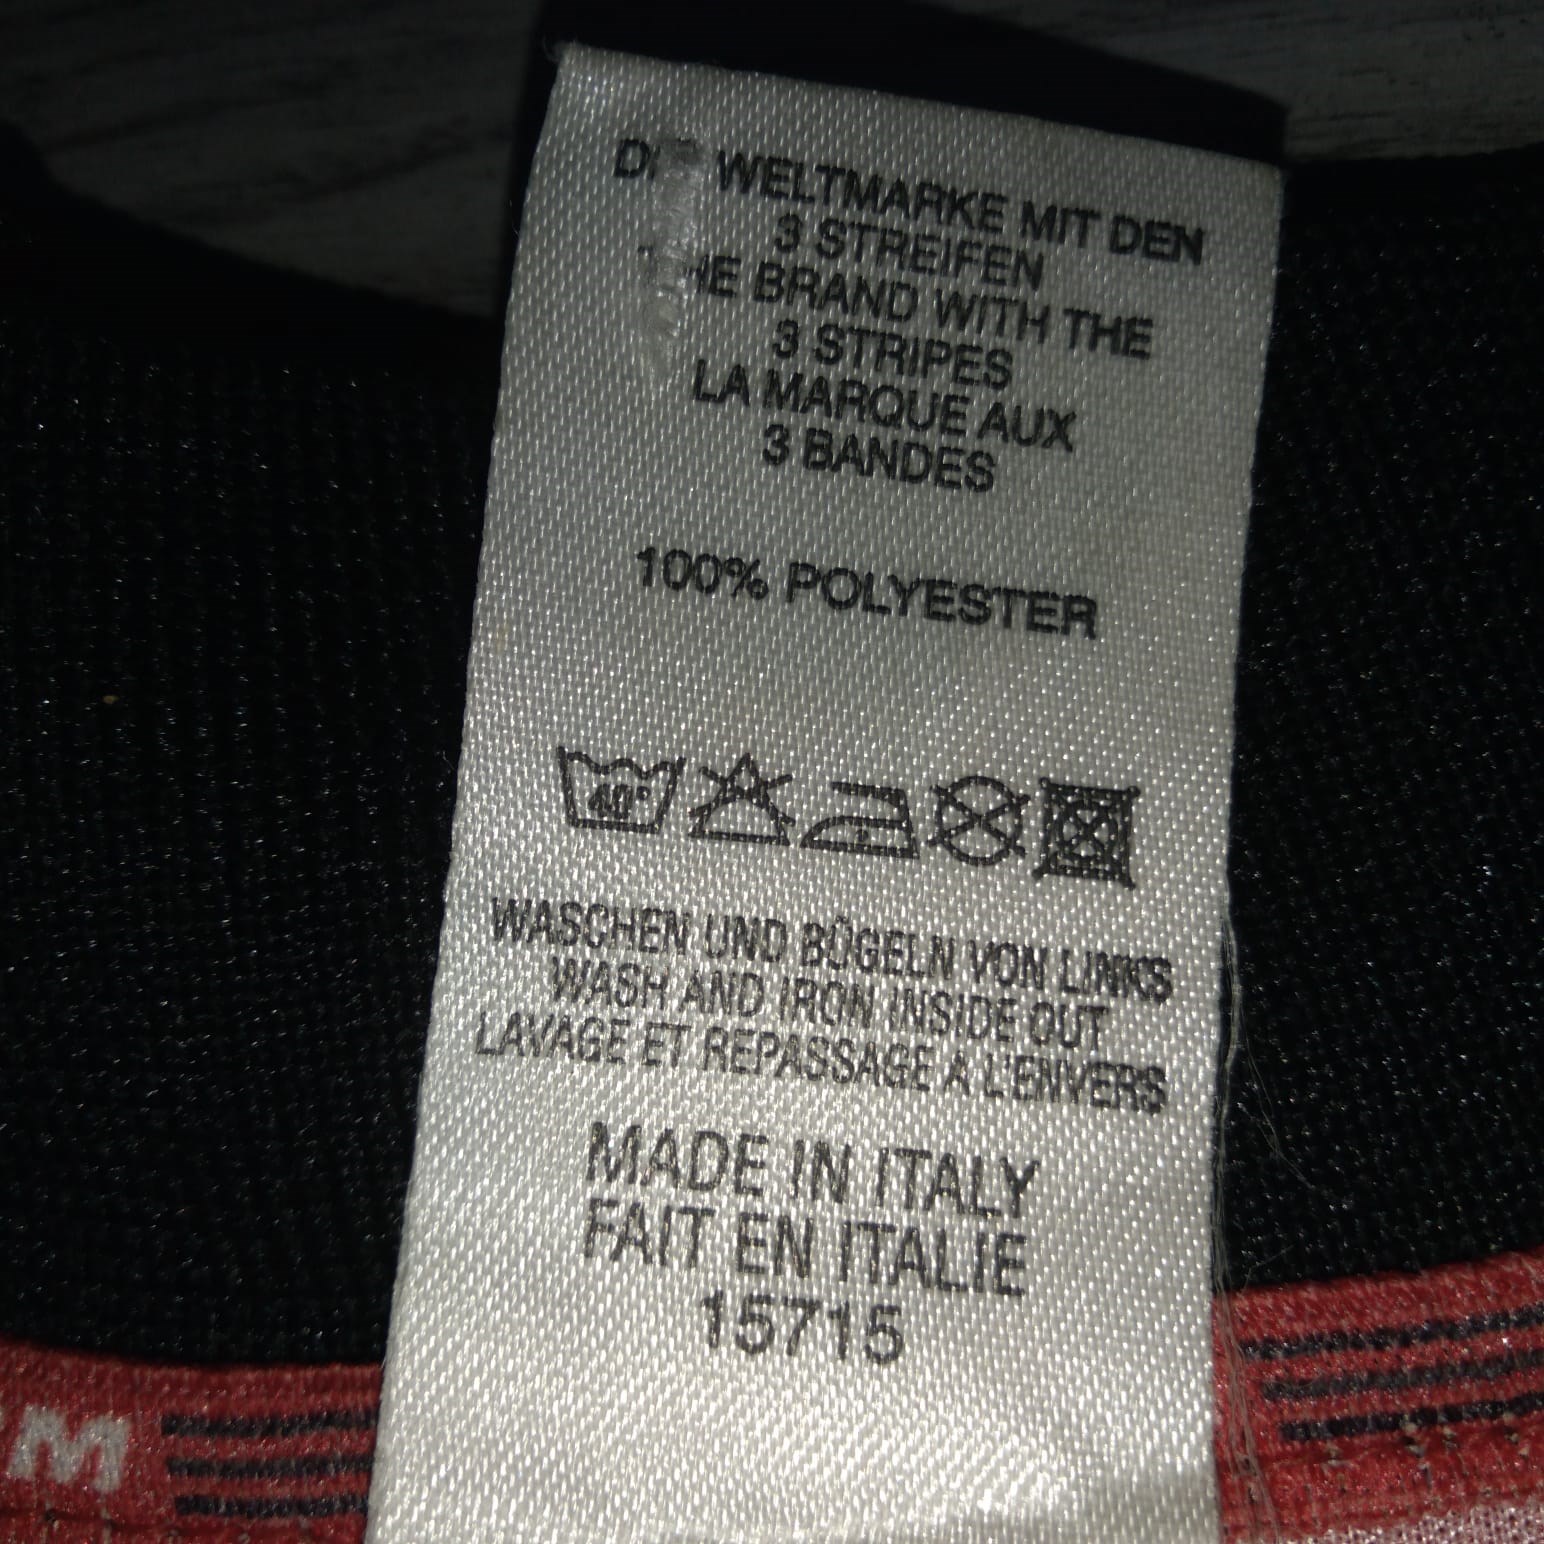 WELTMARKE MIT DEN
3 STREIFEN
THE BRAND WITH THE
3 STRIPES
LA MARQUE AUX
3 BANDES
100% POLYESTER
40°
WASCHEN UND BÜGELN VON LINKS
WASH AND IRON INSIDE OUT
LAVAGE ET REPASSAGE A L'ENVERS
MADE IN ITALY
FAIT EN ITALIE
15715
M